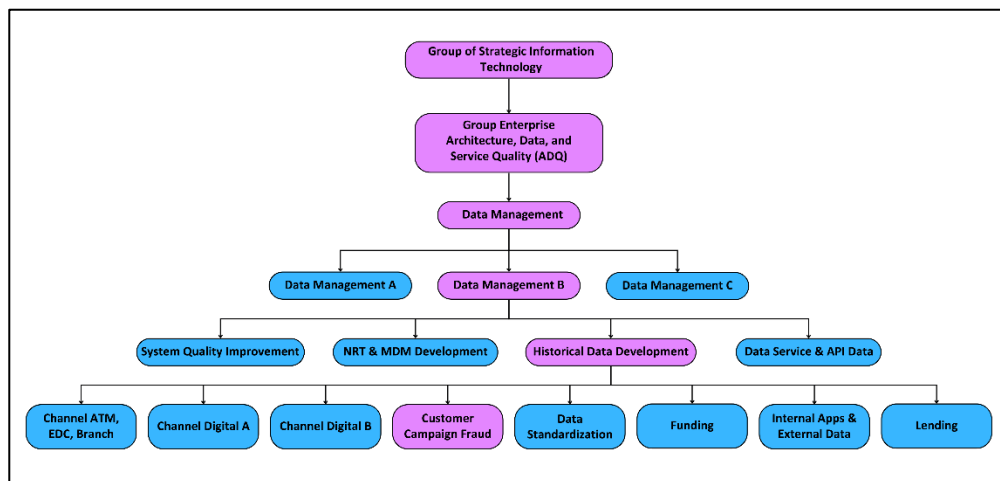 Group of Strategic Information
Technology
Group Enterprise
Architecture, Data, and
Service Quality (ADQ)
Data Management
Data Management A
Data Management B
Data Management C
System Quality Improvement
NRT & MDM Development
Historical Data Development
Data Service & API Data
Channel ATM,
EDC, Branch
Channel Digital A
Channel Digital B
Customer
Campaign Fraud
Data
Standardization
Funding
Internal Apps &
External Data
Lending